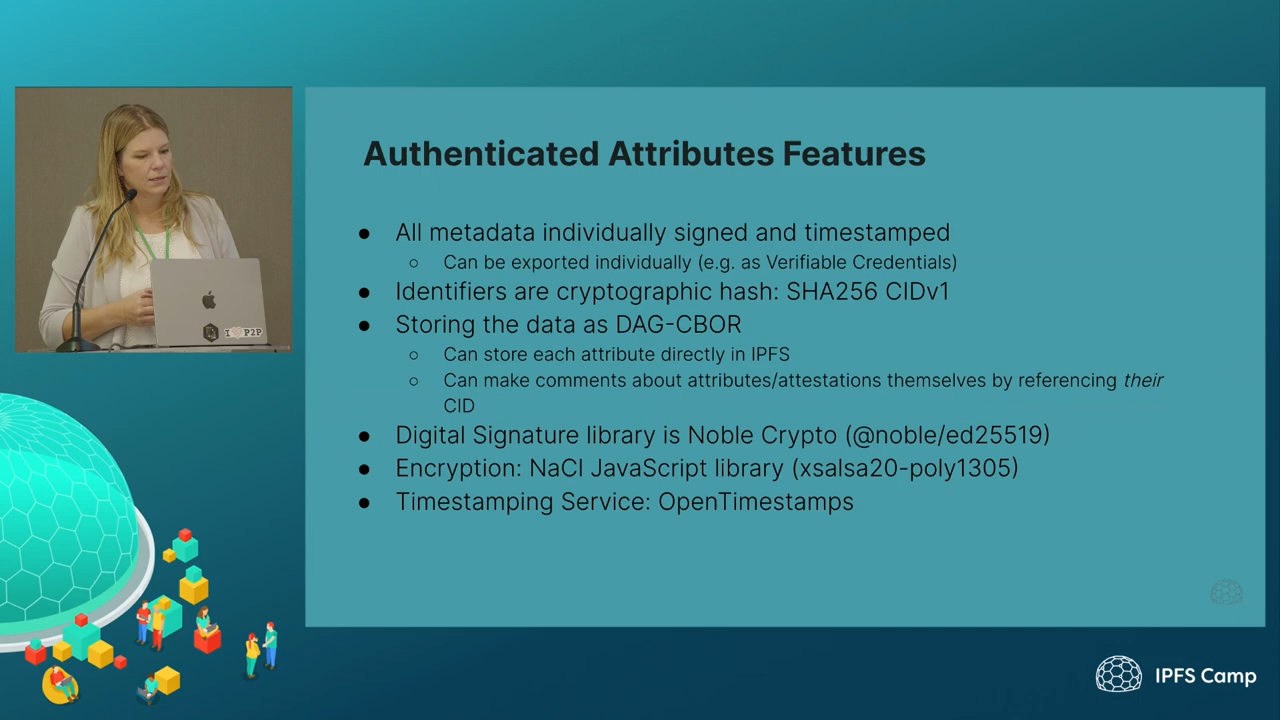 Authenticated Attributes Features
● All metadata individually signed and timestamped
○ Can be exported individually (e.g. as Verifiable Credentials)
● Identifiers are cryptographic hash: SHA256 CIDv1
● Storing the data as DAG-CBOR
○ Can store each attribute directly in IPFS
○ Can make comments about attributes/attestations themselves by referencing their
CID
● Digital Signature library is Noble Crypto (@noble/ed25519)
● Encryption: NaCl JavaScript library (xsalsa20-poly1305)
● Timestamping Service: OpenTimestamps
I P2P
IPFS Camp